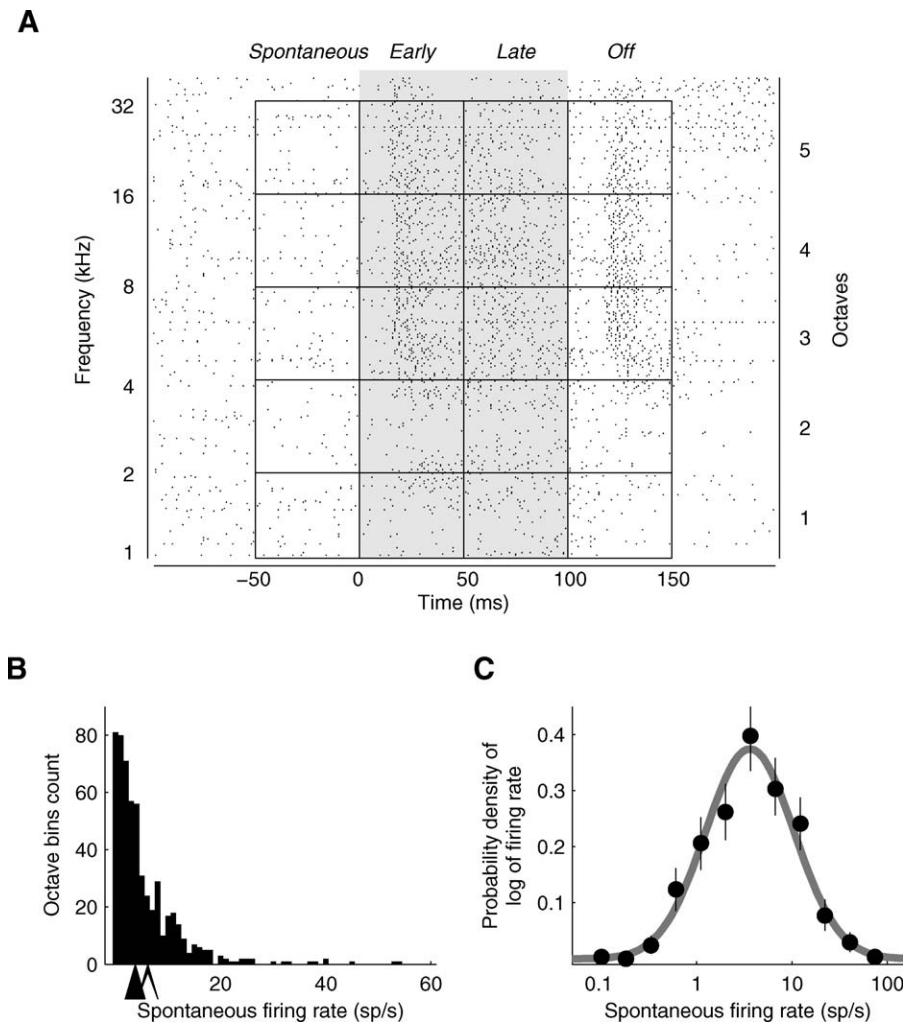 A
Spontaneous Early Late Off
32
16
8
4
2
1
Frequency (kHz)
5
4
3
2
1
Octaves
−50 0 50 100 150
Time (ms)
B
80
60
40
20
0
Octave bins count
20 40 60
Spontaneous firing rate (sp/s)
C
0.4
0.3
0.2
0.1
Probability density of
log of firing rate
0.1 1 10 100
Spontaneous firing rate (sp/s)